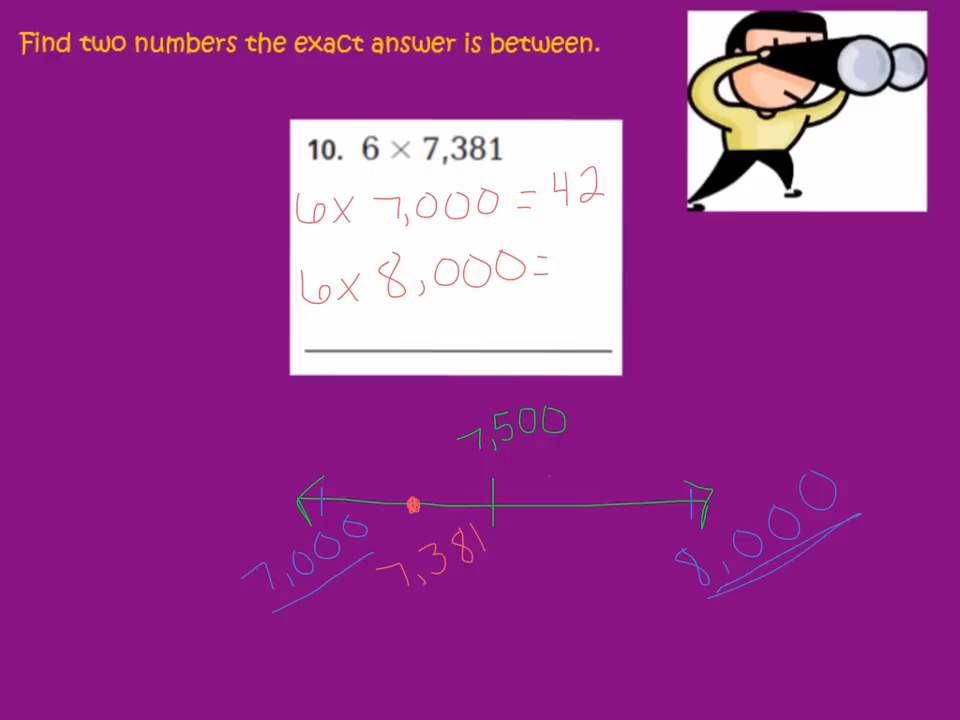 Find two numbers the exact answer is between.
10. 6 × 7,381
6x 7,000 = 42
6x 8,000=
7,500
7,000
7,381
8,000